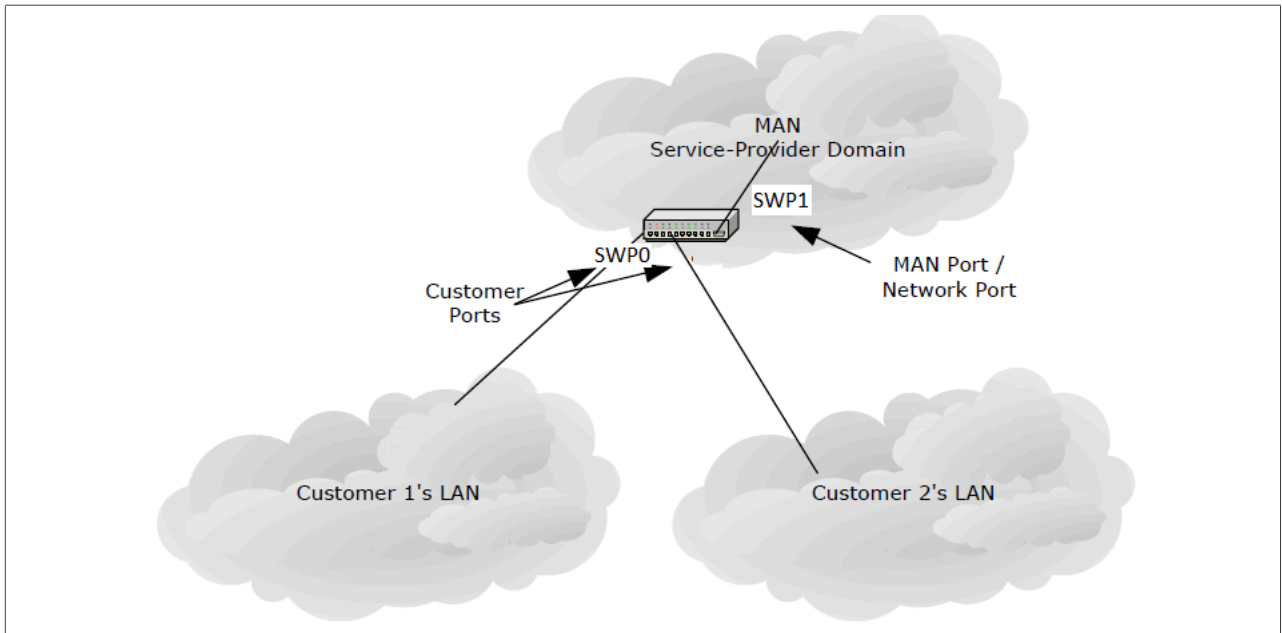 MAN
Service-Provider Domain
SWP1
SWP0
MAN Port /
Network Port
Customer
Ports
Customer 1's LAN
Customer 2's LAN